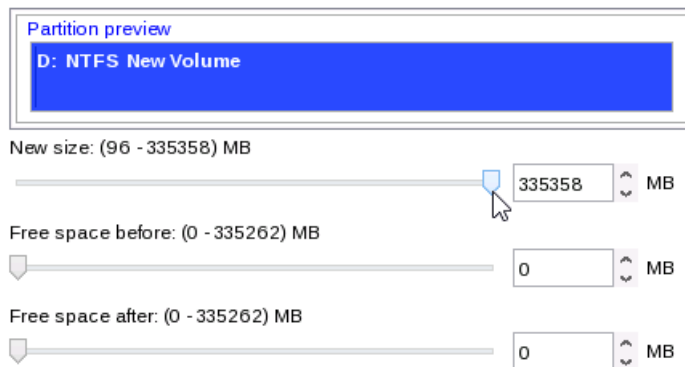 Partition preview
D: NTFS New Volume
New size: (96 - 335358) MB
335358 MB
Free space before: (0 - 335262) MB
0 MB
Free space after: (0 - 335262) MB
0 MB